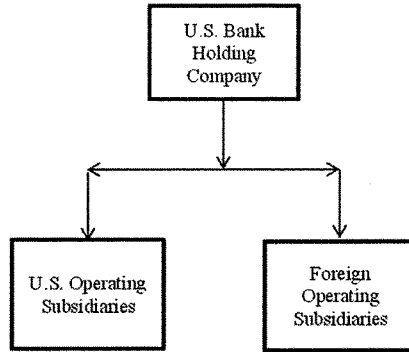 U.S. Bank
Holding
Company
U.S. Operating
Subsidiaries
Foreign
Operating
Subsidiaries